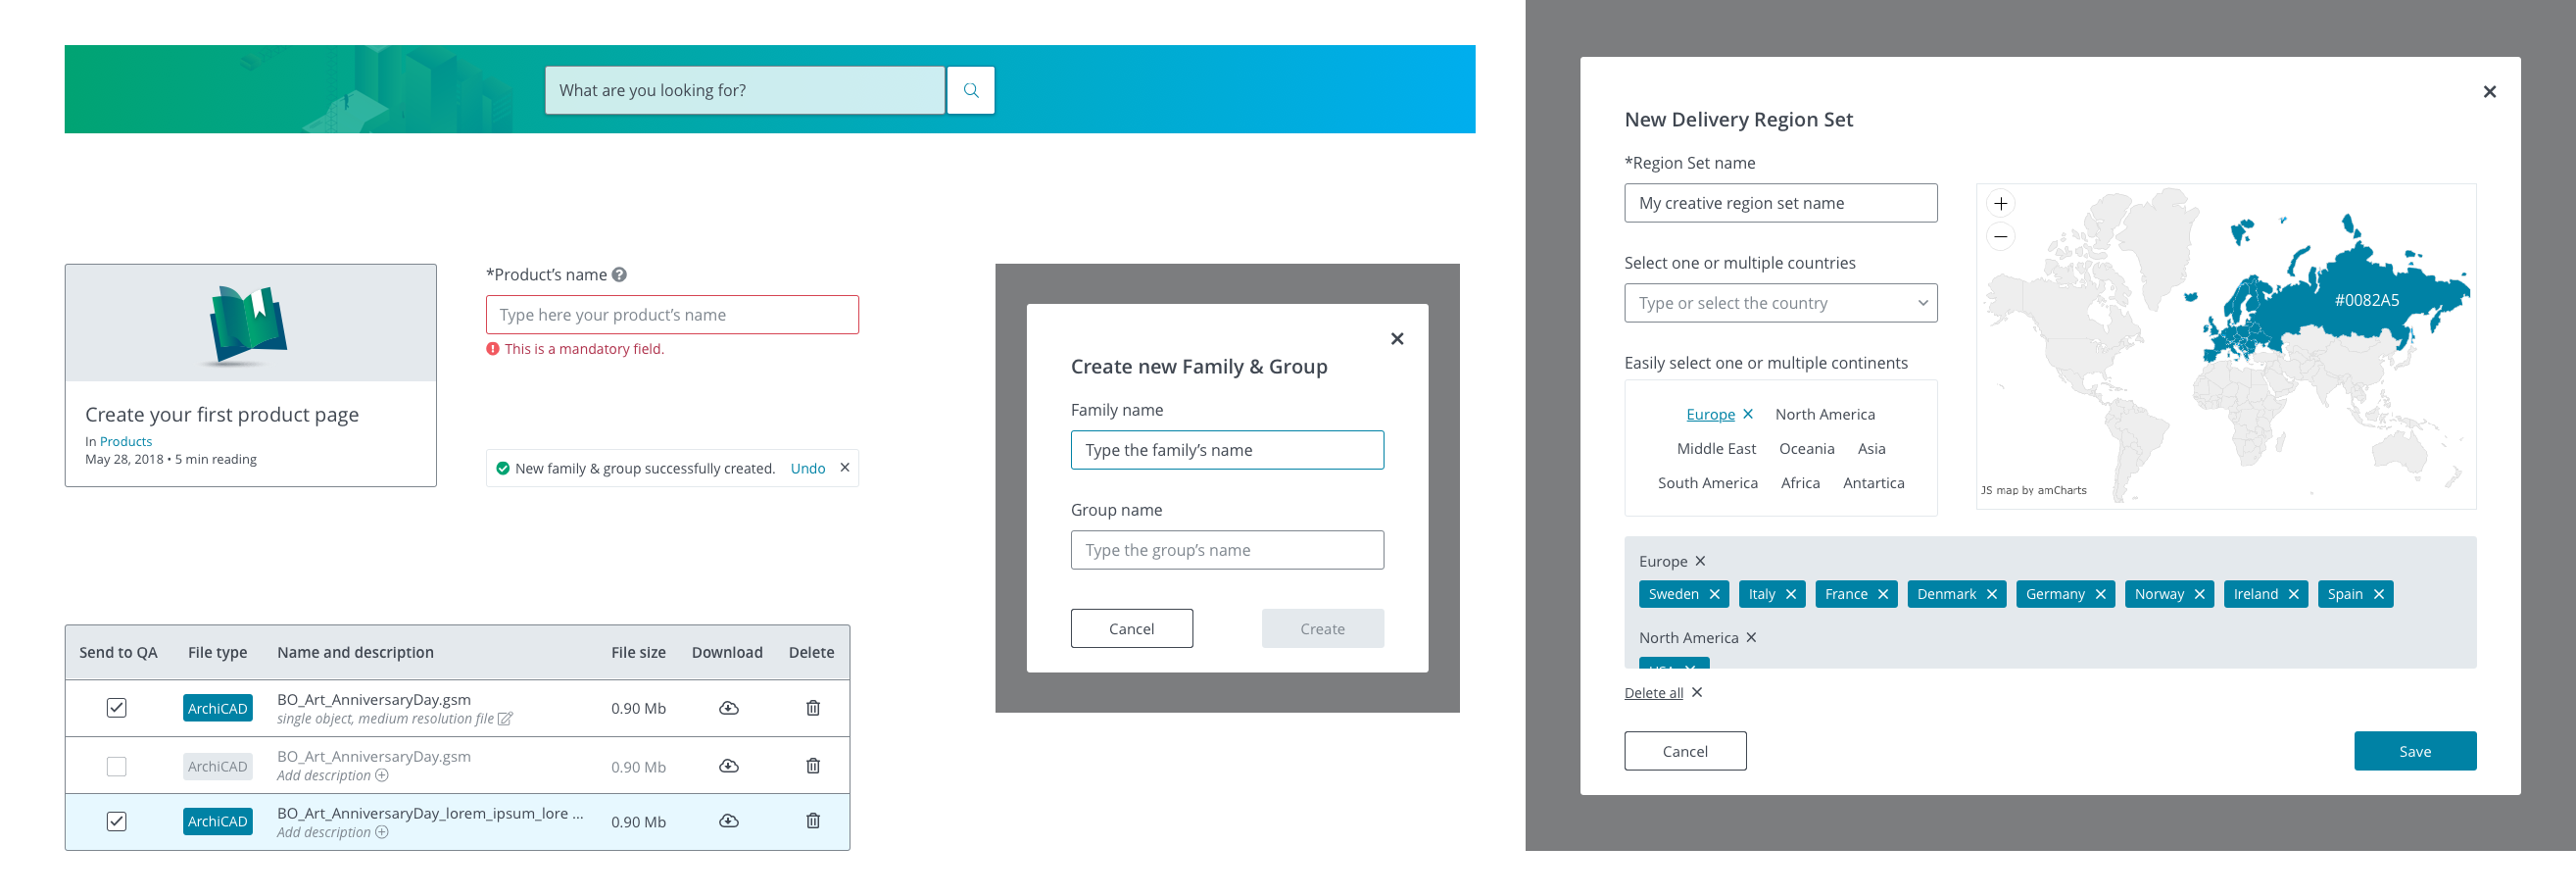 What are you looking for?
Create your first product page
In Products
May 28, 2018 • 5 min reading
*Product’s name
Type here your product’s name
This is a mandatory field.
New family & group successfully created. Undo
Send to QA File type Name and description File size Download Delete
ArchiCAD BO_Art_AnniversaryDay.gsm 0.90 Mb
single object, medium resolution file
ArchiCAD BO_Art_AnniversaryDay.gsm 0.90 Mb
Add description
ArchiCAD BO_Art_AnniversaryDay_lorem_ipsum_lore ... 0.90 Mb
Add description
Create new Family & Group
Family name
Type the family’s name
Group name
Type the group’s name
Cancel Create
New Delivery Region Set
*Region Set name
My creative region set name
Select one or multiple countries
Type or select the country
Easily select one or multiple continents
Europe North America
Middle East Oceania Asia
South America Africa Antartica
#0082A5
JS map by amCharts
Europe
Sweden Italy France Denmark Germany Norway Ireland Spain
North America
Delete all
Cancel Save